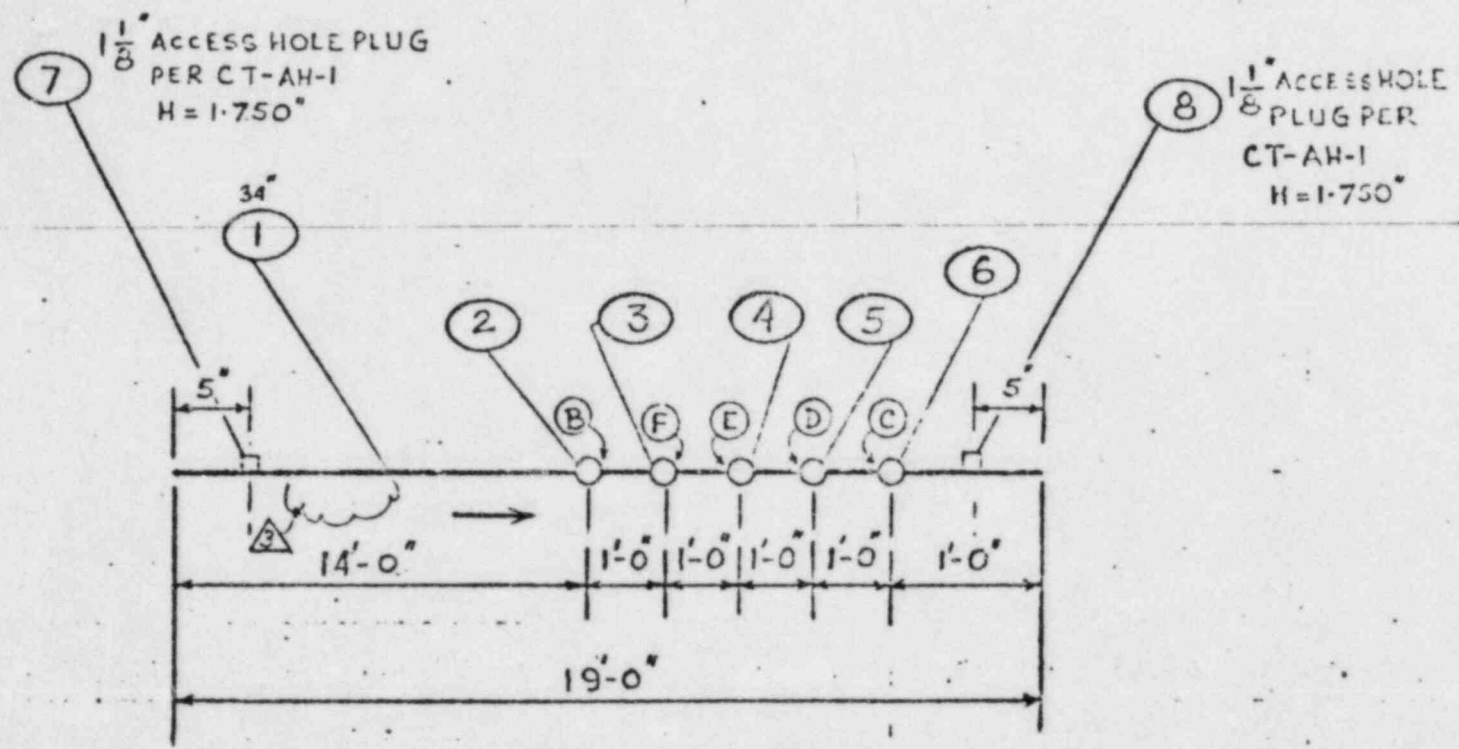 7
1 1/8" ACCESS HOLE PLUG
PER CT-AH-1
H = 1.750"
8
1 1/8" ACCESS HOLE
PLUG PER
CT-AH-1
H = 1.750"
34"
1
2
3
4
5
6
5"
B
F
E
D
C
5"
3
14'-0"
1'-0"
1'-0"
1'-0"
1'-0"
1'-0"
19'-0"